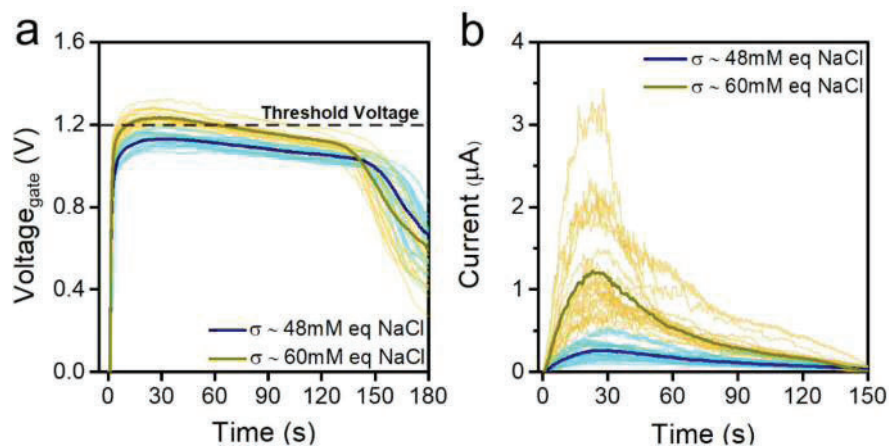 a
1.6
1.2
0.8
0.4
0.0
Voltagegate (V)
Threshold Voltage
σ ~ 48mM eq NaCl
σ ~ 60mM eq NaCl
0 30 60 90 120 150 180
Time (s)
b
4
3
2
1
0
Current (μA)
σ ~ 48mM eq NaCl
σ ~ 60mM eq NaCl
0 30 60 90 120 150
Time (s)